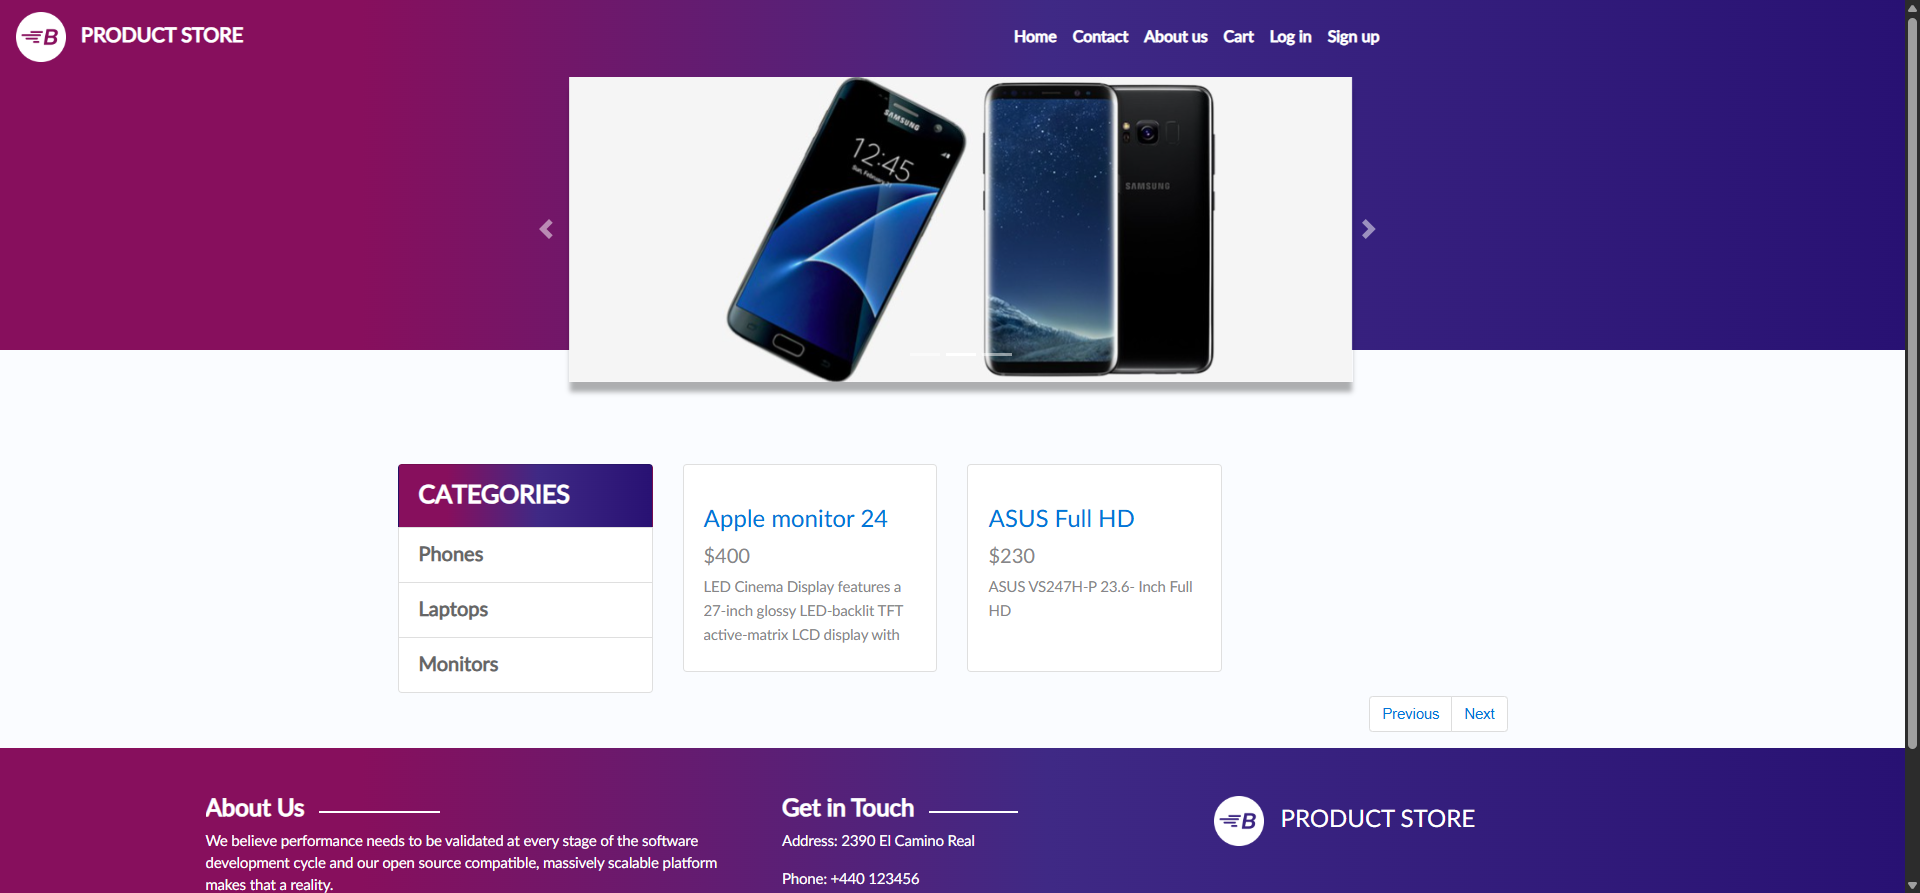 B PRODUCT STORE
Home Contact About us Cart Log in Sign up
SAMSUNG
12:45
SAMSUNG
CATEGORIES
Phones
Laptops
Monitors
Apple monitor 24
$400
LED Cinema Display features a
27-inch glossy LED-backlit TFT
active-matrix LCD display with
ASUS Full HD
$230
ASUS VS247H-P 23.6- Inch Full
HD
Previous Next
About Us
We believe performance needs to be validated at every stage of the software
development cycle and our open source compatible, massively scalable platform
makes that a reality.
Get in Touch
Address: 2390 El Camino Real
Phone: +440 123456
B PRODUCT STORE